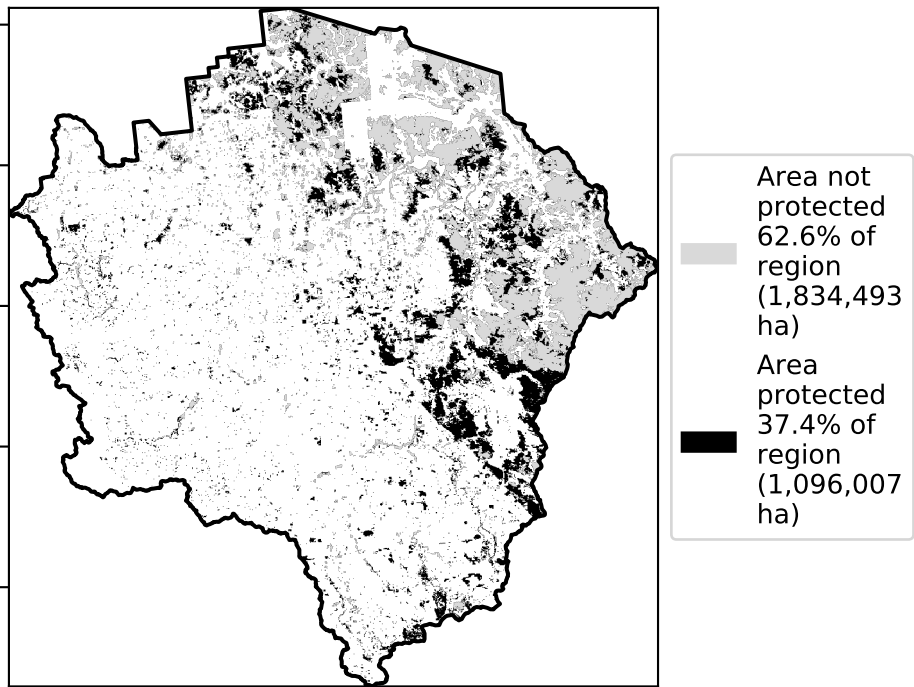 Area not
protected
62.6% of
region
(1,834,493
ha)
Area
protected
37.4% of
region
(1,096,007
ha)